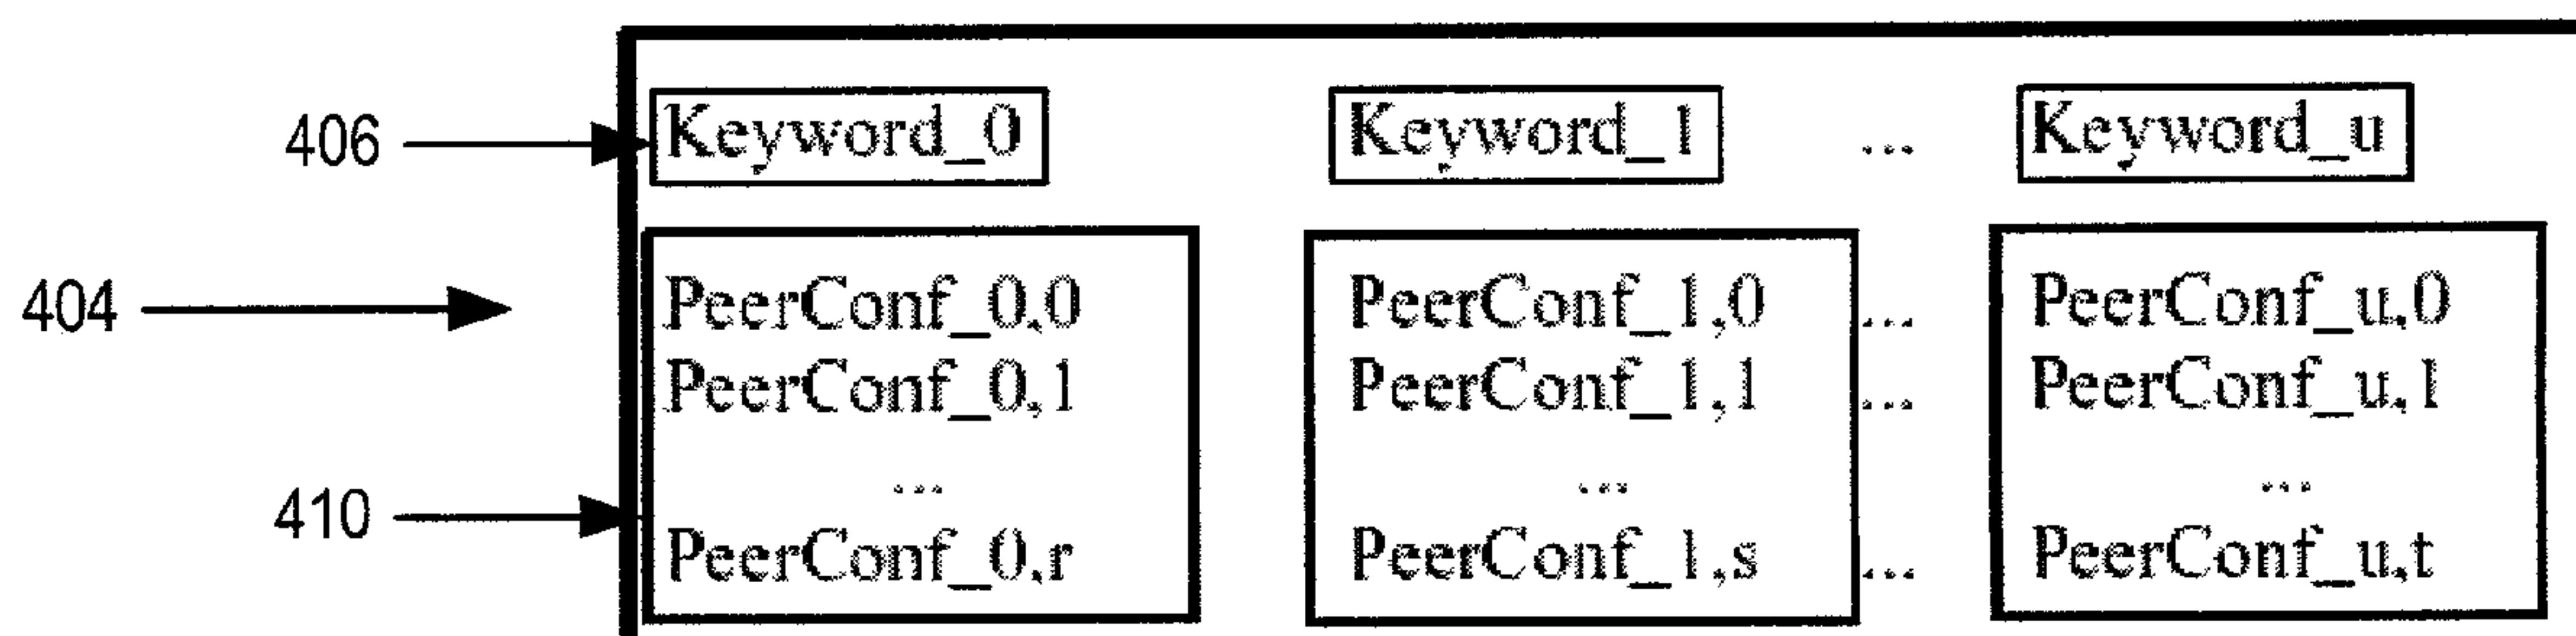 406 Keyword_0 Keyword_1 ... Keyword_u
404 PeerConf_0,0 PeerConf_1,0 ... PeerConf_u,0
PeerConf_0,1 PeerConf_1,1 ... PeerConf_u,1
... ... ...
410 PeerConf_0,r PeerConf_1,s ... PeerConf_u,t